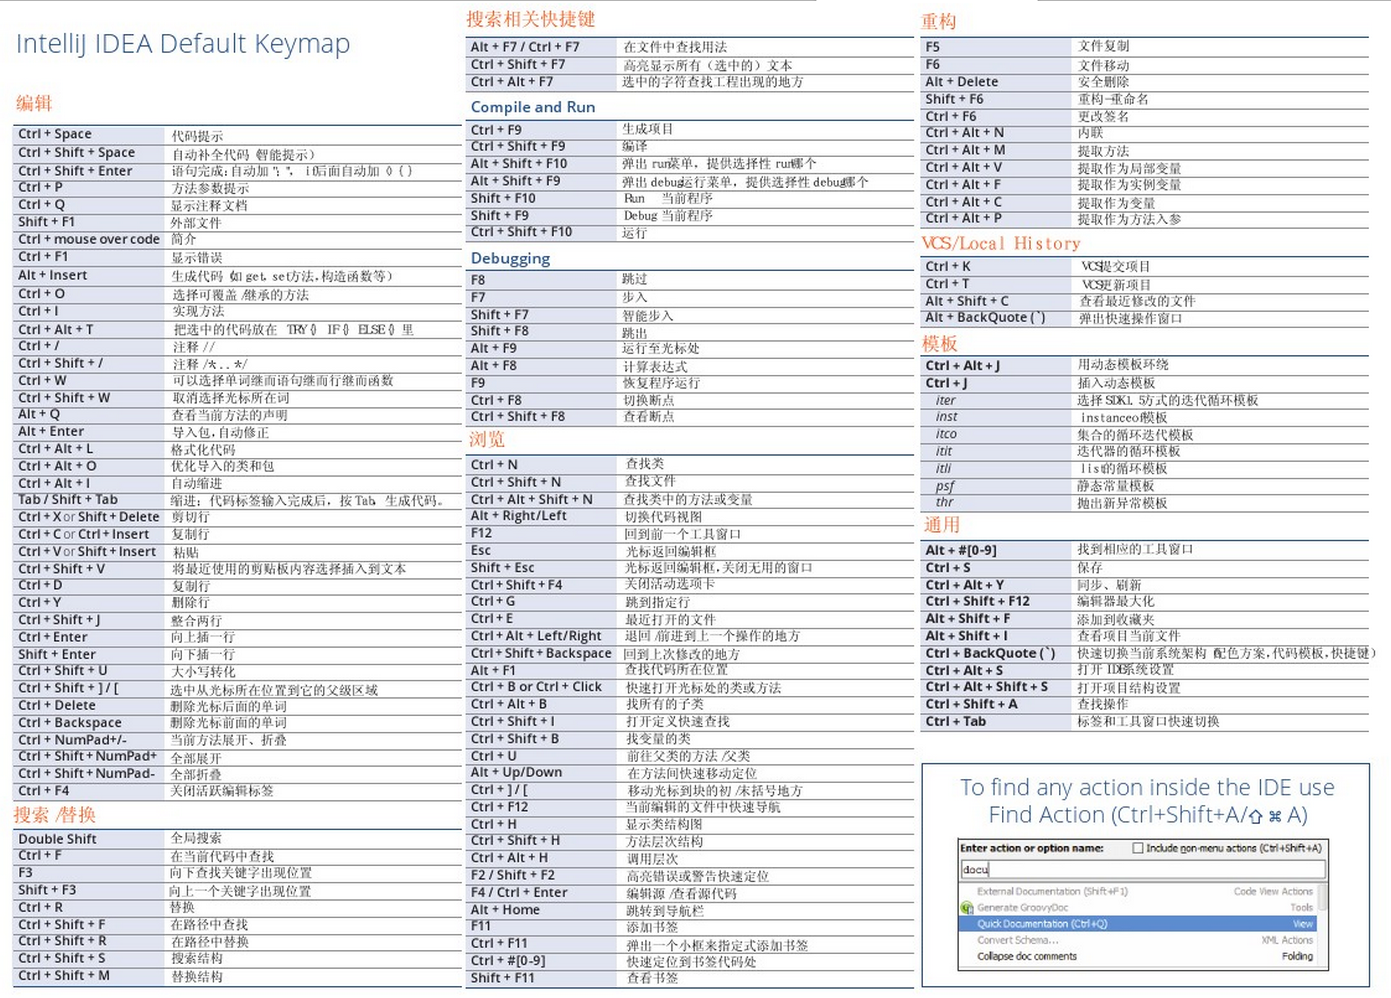 IntelliJ IDEA Default Keymap
编辑
Ctrl + Space 代码提示
Ctrl + Shift + Space 自动补全代码（智能提示）
Ctrl + Shift + Enter 语句完成；自动加 "; "， if后面自动加 () { }
Ctrl + P 方法参数提示
Ctrl + Q 显示注释文档
Shift + F1 外部文件
Ctrl + mouse over code 简介
Ctrl + F1 显示错误
Alt + Insert 生成代码（如 get, set方法,构造函数等）
Ctrl + O 选择可覆盖 /继承的方法
Ctrl + I 实现方法
Ctrl + Alt + T 把选中的代码放在 TRY{} IF{} ELSE{} 里
Ctrl + / 注释 //
Ctrl + Shift + / 注释 /*...*/
Ctrl + W 可以选择单词继而语句继而行继而函数
Ctrl + Shift + W 取消选择光标所在词
Alt + Q 查看当前方法的声明
Alt + Enter 导入包,自动修正
Ctrl + Alt + L 格式化代码
Ctrl + Alt + O 优化导入的类和包
Ctrl + Alt + I 自动缩进
Tab / Shift + Tab 缩进；代码标签输入完成后，按 Tab，生成代码。
Ctrl + X or Shift + Delete 剪切行
Ctrl + C or Ctrl + Insert 复制行
Ctrl + V or Shift + Insert 粘贴
Ctrl + Shift + V 将最近使用的剪贴板内容选择插入到文本
Ctrl + D 复制行
Ctrl + Y 删除行
Ctrl + Shift + J 整合两行
Ctrl + Enter 向上插一行
Shift + Enter 向下插一行
Ctrl + Shift + U 大小写转化
Ctrl + Shift + ] / [ 选中从光标所在位置到它的父级区域
Ctrl + Delete 删除光标后面的单词
Ctrl + Backspace 删除光标前面的单词
Ctrl + NumPad+/- 当前方法展开、折叠
Ctrl + Shift + NumPad+ 全部展开
Ctrl + Shift + NumPad- 全部折叠
Ctrl + F4 关闭活跃编辑标签
搜索 /替换
Double Shift 全局搜索
Ctrl + F 在当前代码中查找
F3 向下查找关键字出现位置
Shift + F3 向上一个关键字出现位置
Ctrl + R 替换
Ctrl + Shift + F 在路径中查找
Ctrl + Shift + R 在路径中替换
Ctrl + Shift + S 搜索结构
Ctrl + Shift + M 替换结构
搜索相关快捷键
Alt + F7 / Ctrl + F7 在文件中查找用法
Ctrl + Shift + F7 高亮显示所有（选中的）文本
Ctrl + Alt + F7 选中的字符查找工程出现的地方
Compile and Run
Ctrl + F9 生成项目
Ctrl + Shift + F9 编译
Alt + Shift + F10 弹出 run菜单，提供选择性 run哪个
Alt + Shift + F9 弹出 debug运行菜单，提供选择性 debug哪个
Shift + F10 Run 当前程序
Shift + F9 Debug 当前程序
Ctrl + Shift + F10 运行
Debugging
F8 跳过
F7 步入
Shift + F7 智能步入
Shift + F8 跳出
Alt + F9 运行至光标处
Alt + F8 计算表达式
F9 恢复程序运行
Ctrl + F8 切换断点
Ctrl + Shift + F8 查看断点
浏览
Ctrl + N 查找类
Ctrl + Shift + N 查找文件
Ctrl + Alt + Shift + N 查找类中的方法或变量
Alt + Right/Left 切换代码视图
F12 回到前一个工具窗口
Esc 光标返回编辑框
Shift + Esc 光标返回编辑框,关闭无用的窗口
Ctrl + Shift + F4 关闭活动选项卡
Ctrl + G 跳到指定行
Ctrl + E 最近打开的文件
Ctrl + Alt + Left/Right 退回 /前进到上一个操作的地方
Ctrl + Shift + Backspace 回到上次修改的地方
Alt + F1 查找代码所在位置
Ctrl + B or Ctrl + Click 快速打开光标处的类或方法
Ctrl + Alt + B 找所有的子类
Ctrl + Shift + I 打开定义快速查找
Ctrl + Shift + B 找变量的类
Ctrl + U 前往父类的方法 /父类
Alt + Up/Down 在方法间快速移动定位
Ctrl + ] / [ 移动光标到块的初 /末括号地方
Ctrl + F12 当前编辑的文件中快速导航
Ctrl + H 显示类结构图
Ctrl + Shift + H 方法层次结构
Ctrl + Alt + H 调用层次
F2 / Shift + F2 高亮错误或警告快速定位
F4 / Ctrl + Enter 编辑源 /查看源代码
Alt + Home 跳转到导航栏
F11 添加书签
Ctrl + F11 弹出一个小框来指定式添加书签
Ctrl + #[0-9] 快速定位到书签代码处
Shift + F11 查看书签
重构
F5 文件复制
F6 文件移动
Alt + Delete 安全删除
Shift + F6 重构-重命名
Ctrl + F6 更改签名
Ctrl + Alt + N 内联
Ctrl + Alt + M 提取方法
Ctrl + Alt + V 提取作为局部变量
Ctrl + Alt + F 提取作为实例变量
Ctrl + Alt + C 提取作为变量
Ctrl + Alt + P 提取作为方法入参
VCS/Local History
Ctrl + K VCS提交项目
Ctrl + T VCS更新项目
Alt + Shift + C 查看最近修改的文件
Alt + BackQuote (`) 弹出快速操作窗口
模板
Ctrl + Alt + J 用动态模板环绕
Ctrl + J 插入动态模板
iter 选择 SDK1.5方式的迭代循环模板
inst instanceof模板
itco 集合的循环迭代模板
itit 迭代器的循环模板
itli list的循环模板
psf 静态常量模板
thr 抛出新异常模板
通用
Alt + #[0-9] 找到相应的工具窗口
Ctrl + S 保存
Ctrl + Alt + Y 同步、刷新
Ctrl + Shift + F12 编辑器最大化
Alt + Shift + F 添加到收藏夹
Alt + Shift + I 查看项目当前文件
Ctrl + BackQuote (`) 快速切换当前系统架构（配色方案,代码模板,快捷键）
Ctrl + Alt + S 打开 IDE系统设置
Ctrl + Alt + Shift + S 打开项目结构设置
Ctrl + Shift + A 查找操作
Ctrl + Tab 标签和工具窗口快速切换
To find any action inside the IDE use
Find Action (Ctrl+Shift+A/⇧⌘A)
Enter action or option name: Include non-menu actions (Ctrl+Shift+A)
docu
External Documentation (Shift+F1) Code View Actions
Generate GroovyDoc Tools
Quick Documentation (Ctrl+Q) View
Convert Schema... XML Actions
Collapse doc comments Folding